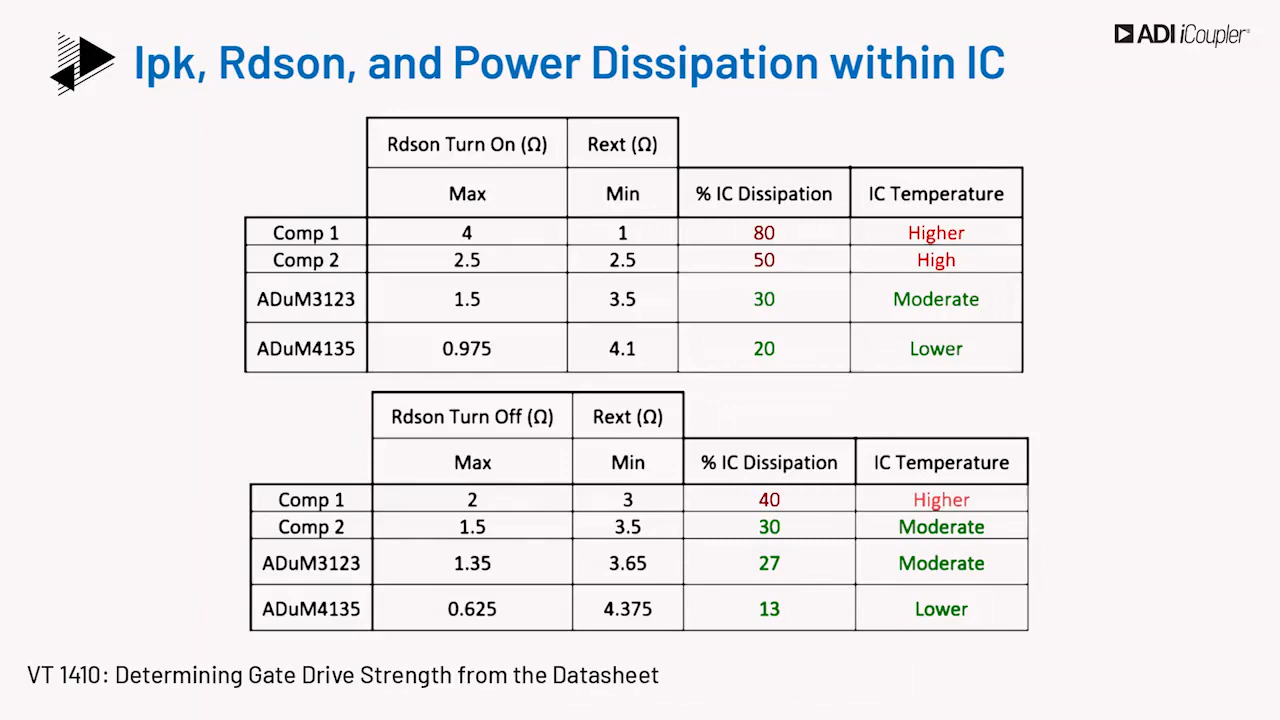 ADI iCoupler®
Ipk, Rdson, and Power Dissipation within IC
Rdson Turn On (Ω) Rext (Ω)
Max Min % IC Dissipation IC Temperature
Comp 1 4 1 80 Higher
Comp 2 2.5 2.5 50 High
ADuM3123 1.5 3.5 30 Moderate
ADuM4135 0.975 4.1 20 Lower
Rdson Turn Off (Ω) Rext (Ω)
Max Min % IC Dissipation IC Temperature
Comp 1 2 3 40 Higher
Comp 2 1.5 3.5 30 Moderate
ADuM3123 1.35 3.65 27 Moderate
ADuM4135 0.625 4.375 13 Lower
VT 1410: Determining Gate Drive Strength from the Datasheet